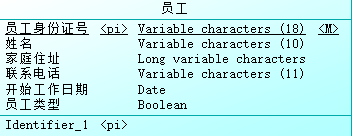 员工
员工身份证号 <pi> Variable characters (18) <M>
姓名 Variable characters (10)
家庭住址 Long variable characters
联系电话 Variable characters (11)
开始工作日期 Date
员工类型 Boolean
Identifier_1 <pi>